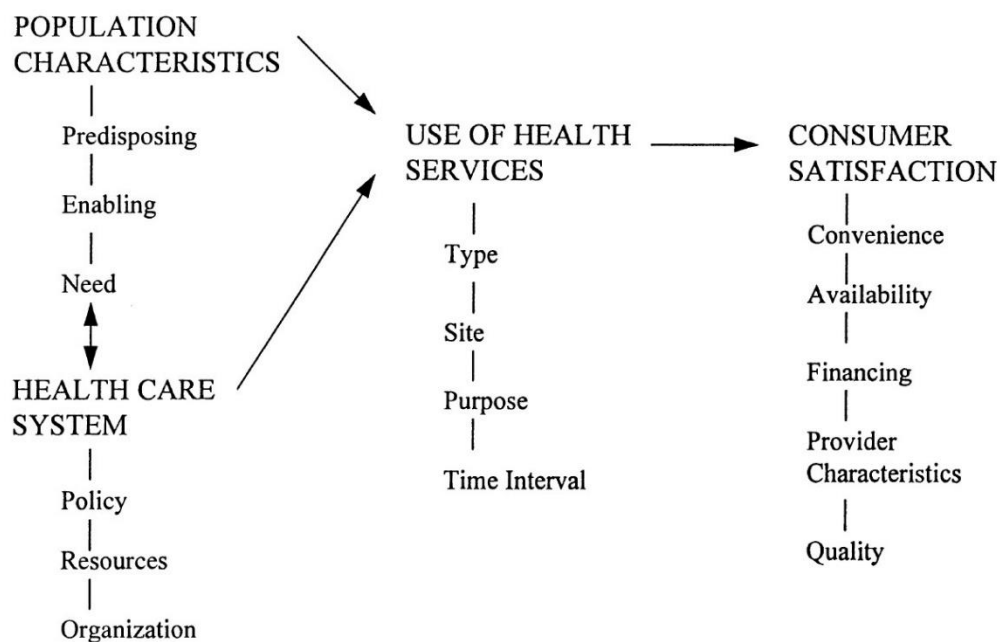 POPULATION
CHARACTERISTICS
Predisposing
Enabling
Need
HEALTH CARE
SYSTEM
Policy
Resources
Organization
USE OF HEALTH
SERVICES
Type
Site
Purpose
Time Interval
CONSUMER
SATISFACTION
Convenience
Availability
Financing
Provider
Characteristics
Quality